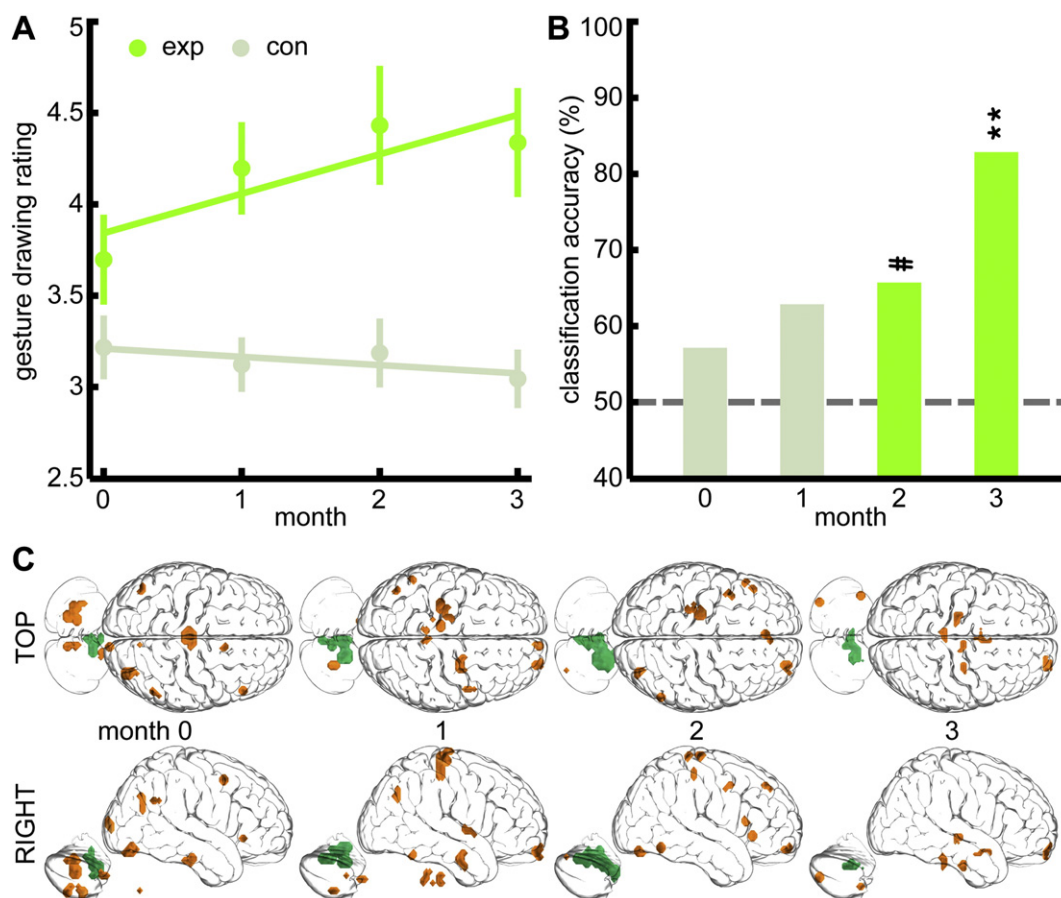 A
exp
con
gesture drawing rating
5
4.5
4
3.5
3
2.5
0 1 2 3
month
B
classification accuracy (%)
100
90
80
70
60
50
40
#
**
0 1 2 3
month
C
TOP
month 0 1 2 3
RIGHT